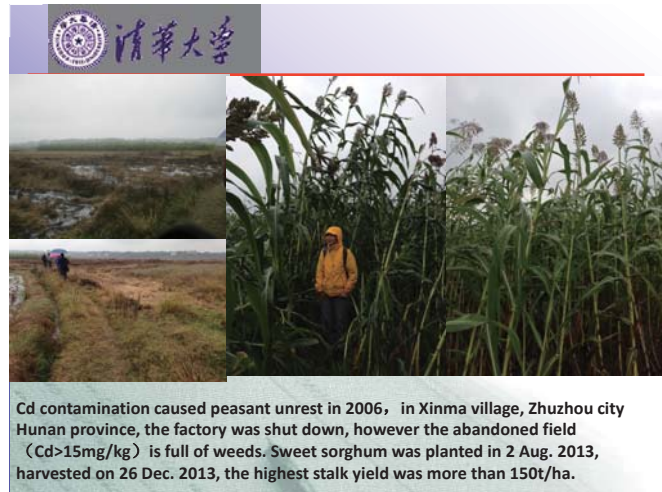 清华大学
Cd contamination caused peasant unrest in 2006， in Xinma village, Zhuzhou city
Hunan province, the factory was shut down, however the abandoned field
（Cd>15mg/kg）is full of weeds. Sweet sorghum was planted in 2 Aug. 2013,
harvested on 26 Dec. 2013, the highest stalk yield was more than 150t/ha.